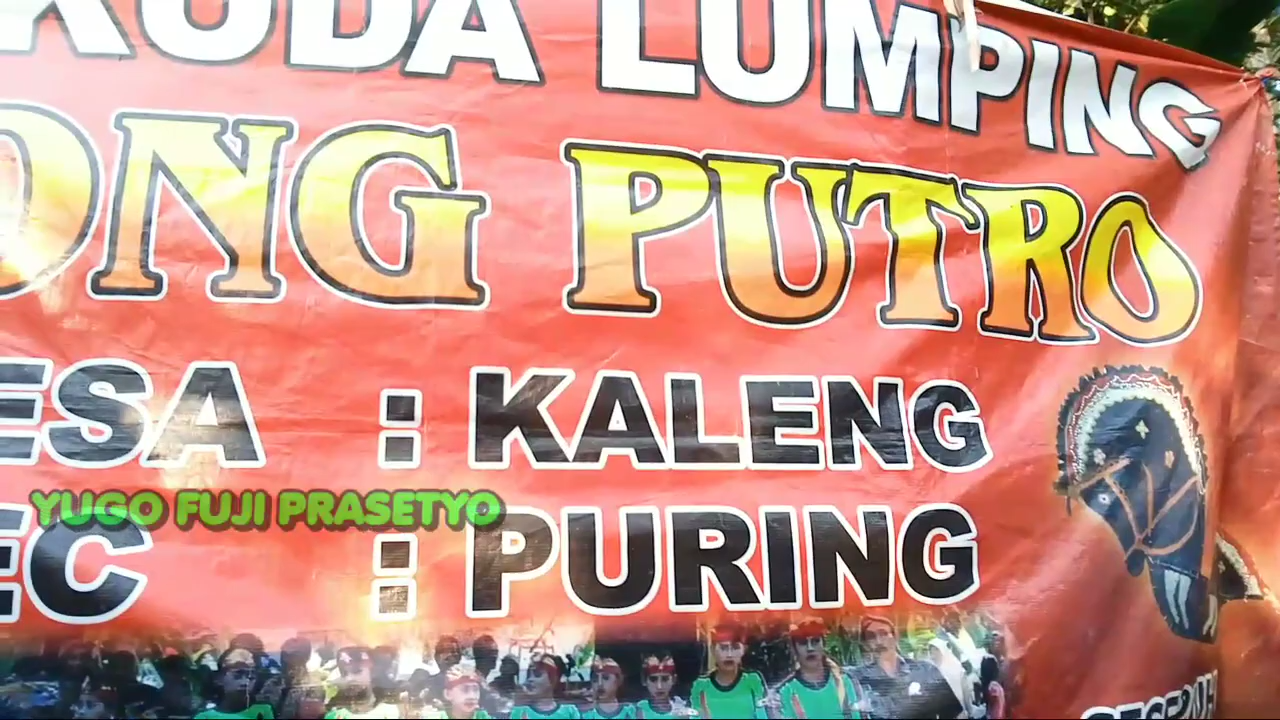 KUDA LUMPING
ONG PUTRO
ESA : KALENG
YUGO FUJI PRASETYO
EC : PURING